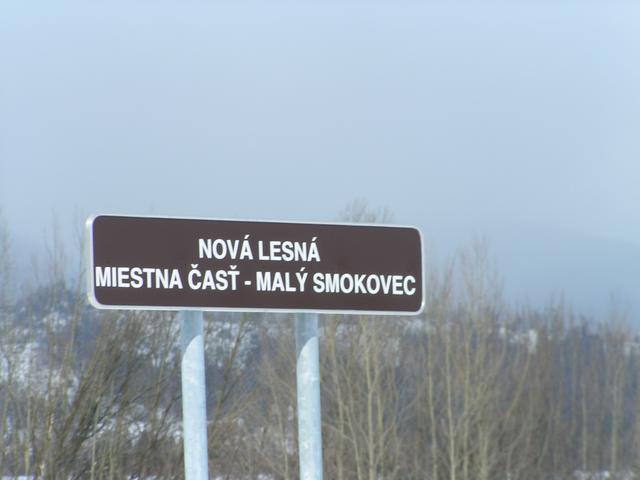 NOVÁ LESNÁ
MIESTNA ČASŤ - MALÝ SMOKOVEC